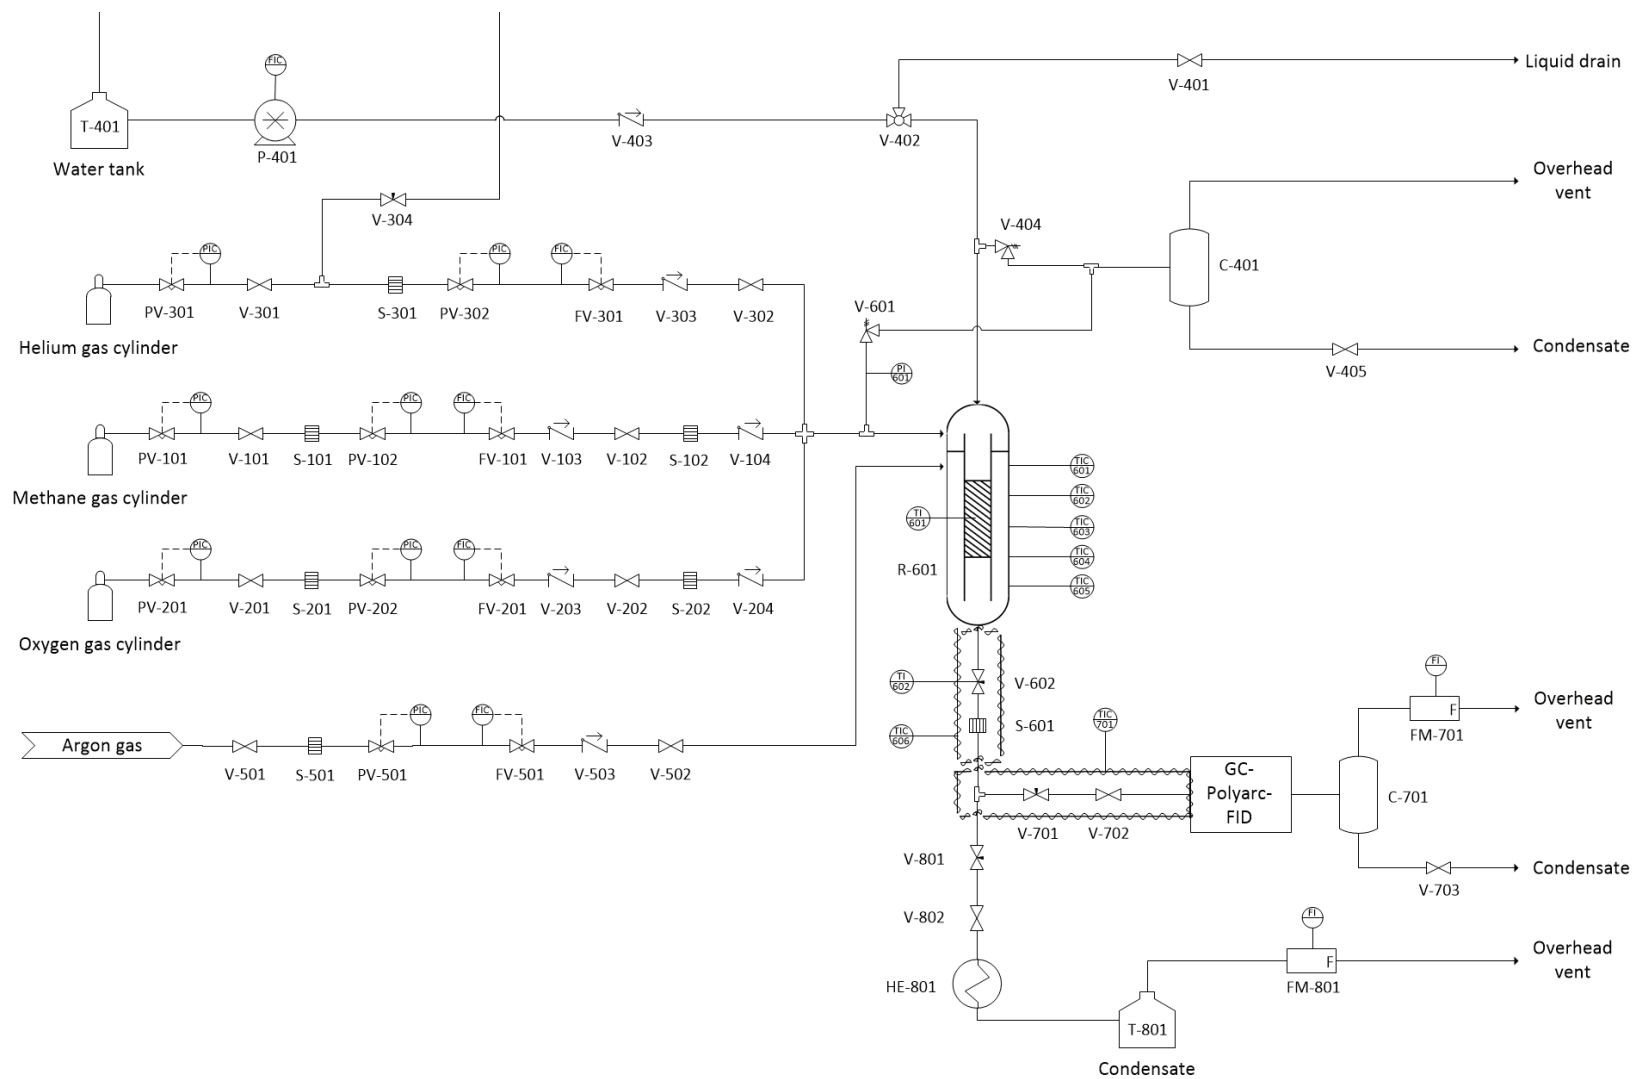 FIC
T-401
P-401
Water tank
V-403
V-402
V-401
Liquid drain
V-304
V-404
C-401
Overhead
vent
V-405
Condensate
PIC
PIC
FIC
PV-301
V-301
S-301
PV-302
FV-301
V-303
V-302
Helium gas cylinder
V-601
PI
601
PIC
PIC
FIC
PV-101
V-101
S-101
PV-102
FV-101
V-103
V-102
S-102
V-104
Methane gas cylinder
PIC
PIC
FIC
PV-201
V-201
S-201
PV-202
FV-201
V-203
V-202
S-202
V-204
Oxygen gas cylinder
TI
601
R-601
TIC
601
TIC
602
TIC
603
TIC
604
TIC
605
Argon gas
PIC
FIC
V-501
S-501
PV-501
FV-501
V-503
V-502
TI
602
V-602
TIC
606
S-601
TIC
701
V-701
V-702
GC-
Polyarc-
FID
C-701
FI
F
FM-701
Overhead
vent
V-703
Condensate
V-801
V-802
HE-801
T-801
Condensate
FI
F
FM-801
Overhead
vent